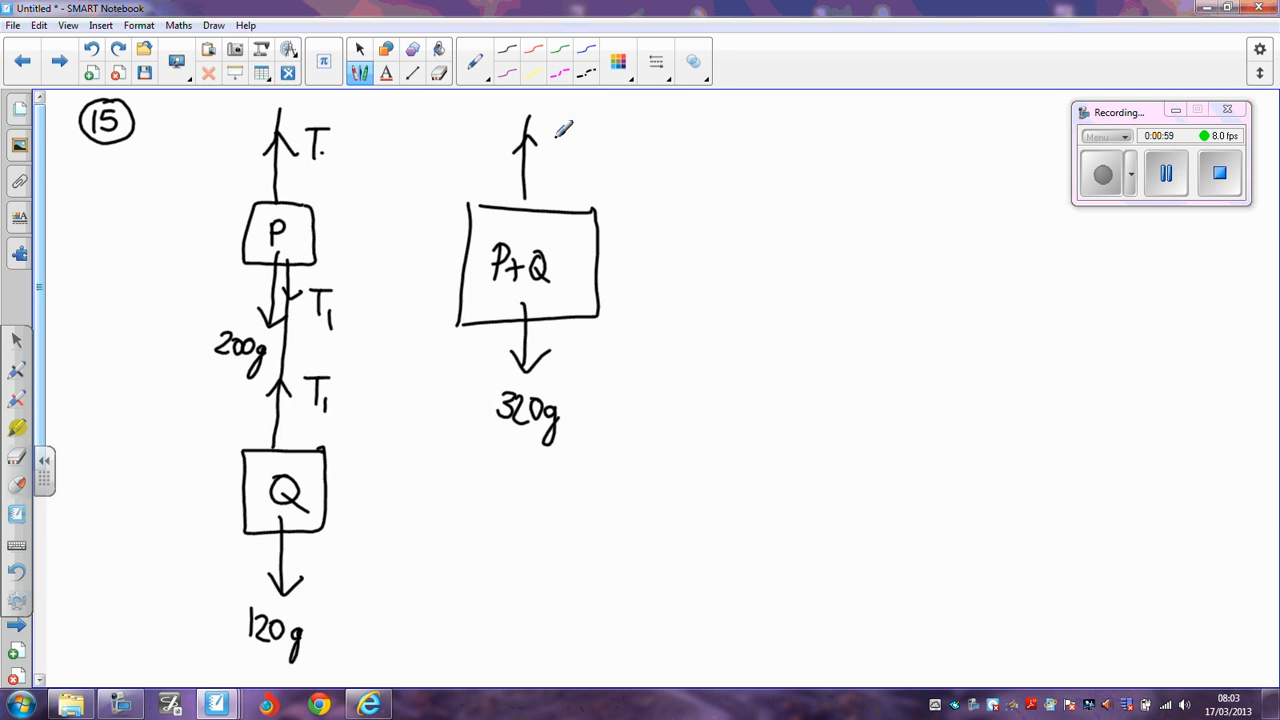 Untitled * - SMART Notebook
File Edit View Insert Format Maths Draw Help
Recording...
Menu 0:00:59 8.0 fps
15
T.
P
T1
200g
T1
Q
120g
P+Q
320g
08:03
17/03/2013